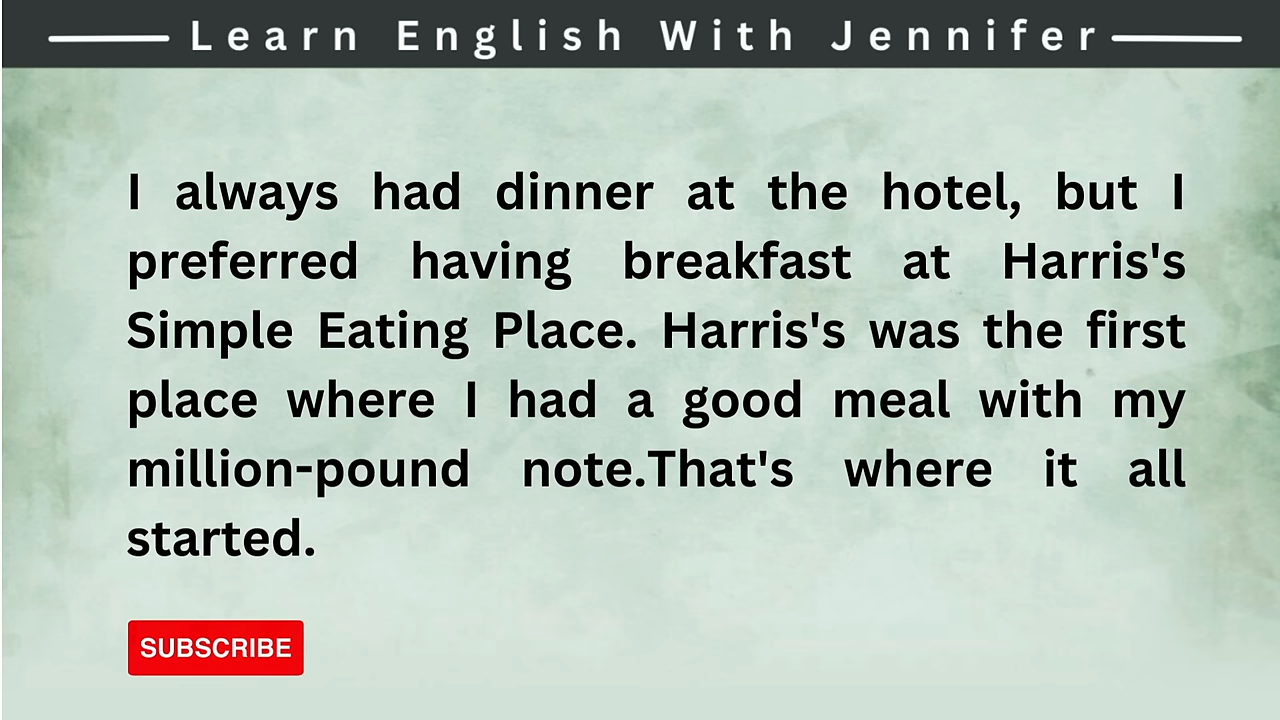 Learn English With Jennifer
I always had dinner at the hotel, but I
preferred having breakfast at Harris's
Simple Eating Place. Harris's was the first
place where I had a good meal with my
million-pound note.That's where it all
started.
SUBSCRIBE